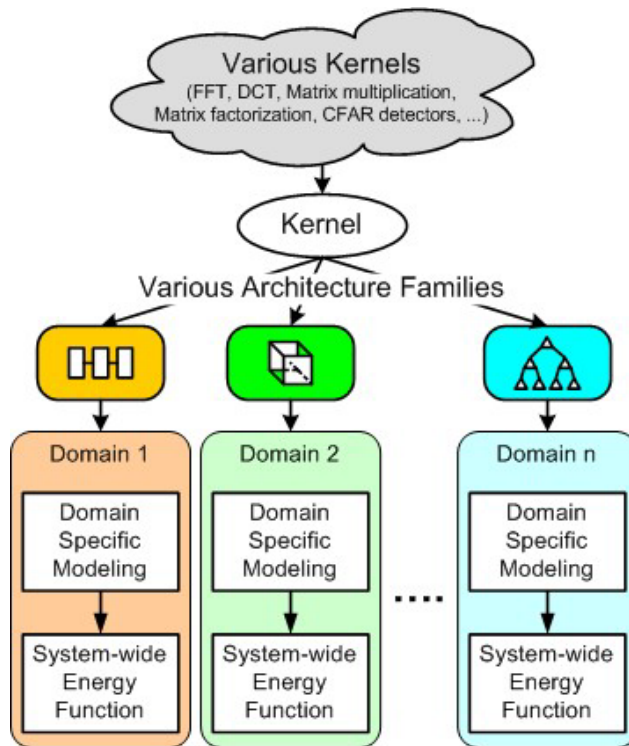 Various Kernels
(FFT, DCT, Matrix multiplication,
Matrix factorization, CFAR detectors, ...)
Kernel
Various Architecture Families
Domain 1
Domain
Specific
Modeling
System-wide
Energy
Function
Domain 2
Domain
Specific
Modeling
System-wide
Energy
Function
....
Domain n
Domain
Specific
Modeling
System-wide
Energy
Function